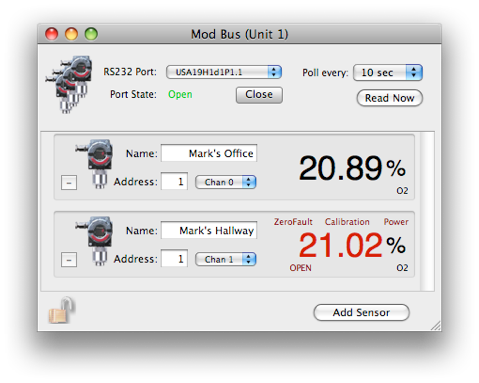 Mod Bus (Unit 1)
RS232 Port: USA19H1d1P1.1 Poll every: 10 sec
Port State: Open Close Read Now
Name: Mark's Office 20.89%
Address: 1 Chan 0 O2
ZeroFault Calibration Power
Name: Mark's Hallway 21.02%
Address: 1 Chan 1 OPEN O2
Add Sensor